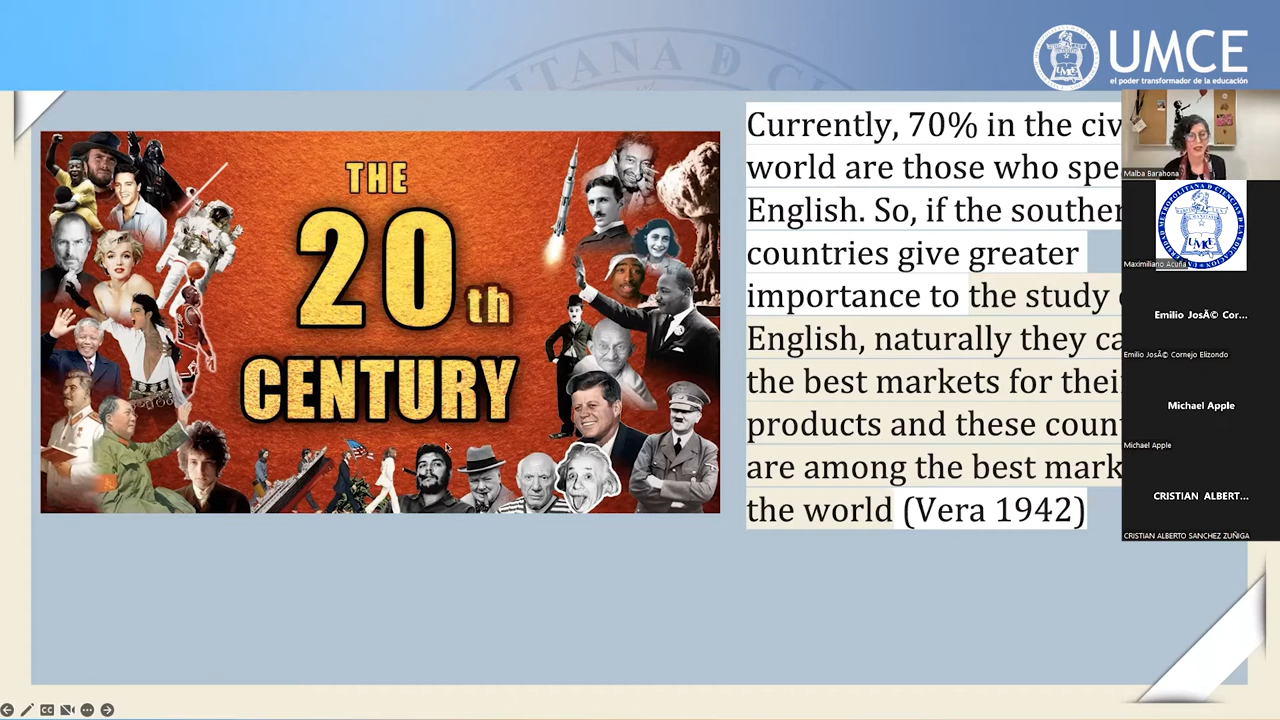 UMCE
el poder transformador de la educación
THE
20th
CENTURY
Currently, 70% in the civ
world are those who spe
English. So, if the souther
countries give greater
importance to the study
English, naturally they ca
the best markets for thei
products and these coun
are among the best mark
the world (Vera 1942)
Malba Barahona
Maximiliano Acuña
Emilio JosÃ© Cor...
Emilio JosÃ© Cornejo Elizondo
Michael Apple
Michael Apple
CRISTIAN ALBERT...
CRISTIAN ALBERTO SANCHEZ ZUÑIGA